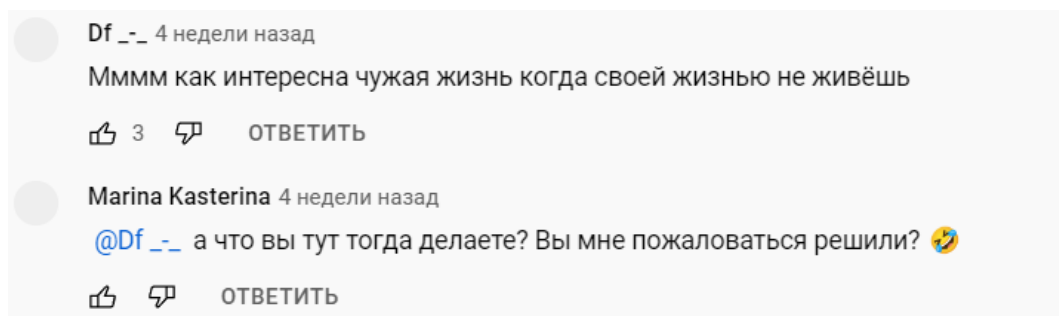 Df _-_ 4 недели назад
Мммм как интересна чужая жизнь когда своей жизнью не живёшь
3 ОТВЕТИТЬ
Marina Kasterina 4 недели назад
@Df _-_ а что вы тут тогда делаете? Вы мне пожаловаться решили? 🤣
ОТВЕТИТЬ